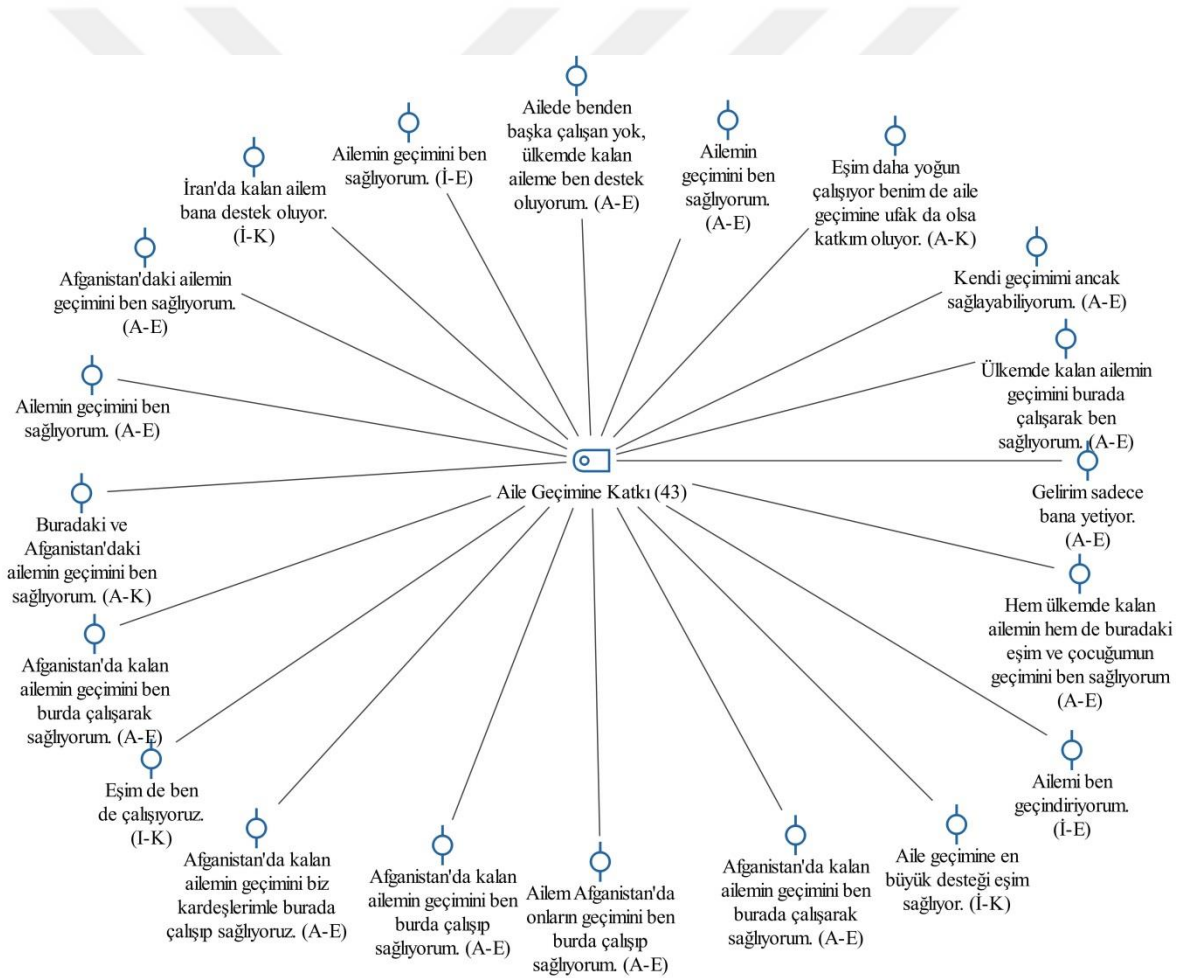 Ailede benden
başka çalışan yok,
ülkemde kalan
aileme ben destek
oluyorum. (A-E)
Ailemin geçimini ben
sağlıyorum. (İ-E)
Ailemin
geçimini ben
sağlıyorum.
(A-E)
Eşim daha yoğun
çalışıyor benim de aile
geçimine ufak da olsa
katkım oluyor. (A-K)
İran'da kalan ailem
bana destek oluyor.
(İ-K)
Afganistan'daki ailemin
geçimini ben sağlıyorum.
(A-E)
Kendi geçimimi ancak
sağlayabiliyorum. (A-E)
Ülkemde kalan ailemin
geçimini burada
çalışarak ben
sağlıyorum. (A-E)
Ailemin geçimini ben
sağlıyorum. (A-E)
Aile Geçimine Katkı (43)
Gelirim sadece
bana yetiyor.
(A-E)
Buradaki ve
Afganistan'daki
ailemin geçimini ben
sağlıyorum. (A-K)
Hem ülkemde kalan
ailemin hem de buradaki
eşim ve çocuğumun
geçimini ben sağlıyorum
(A-E)
Afganistan'da kalan
ailemin geçimini ben
burda çalışarak
sağlıyorum. (A-E)
Ailemi ben
geçindiriyorum.
(İ-E)
Eşim de ben
de çalışıyoruz.
(I-K)
Afganistan'da kalan
ailemin geçimini biz
kardeşlerimle burada
çalışıp sağlıyoruz. (A-E)
Afganistan'da kalan
ailemin geçimini ben
burda çalışıp
sağlıyorum. (A-E)
Ailem Afganistan'da
onların geçimini ben
burda çalışıp
sağlıyorum. (A-E)
Afganistan'da kalan
ailemin geçimini ben
burada çalışarak
sağlıyorum. (A-E)
Aile geçimine en
büyük desteği eşim
sağlıyor. (İ-K)